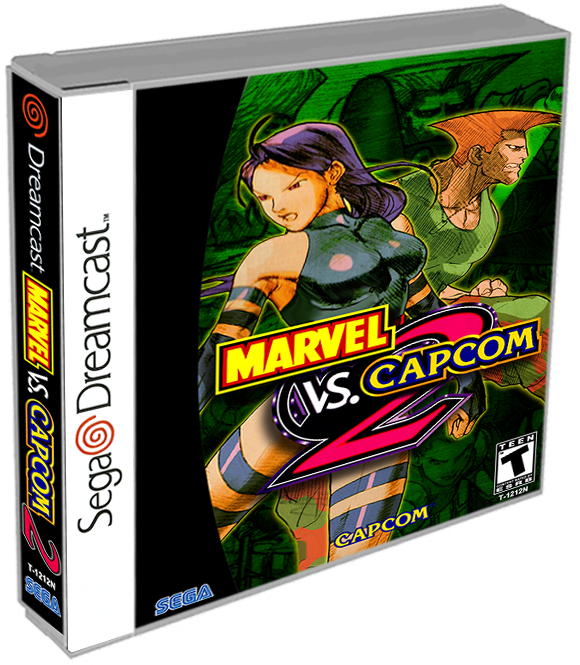 Dreamcast
MARVEL
VS.
CAPCOM
2
T-1212N
SEGA
Sega Dreamcast™
MARVEL
VS. CAPCOM
2
TEEN
T
ESRB
T-1212N
CAPCOM
SEGA